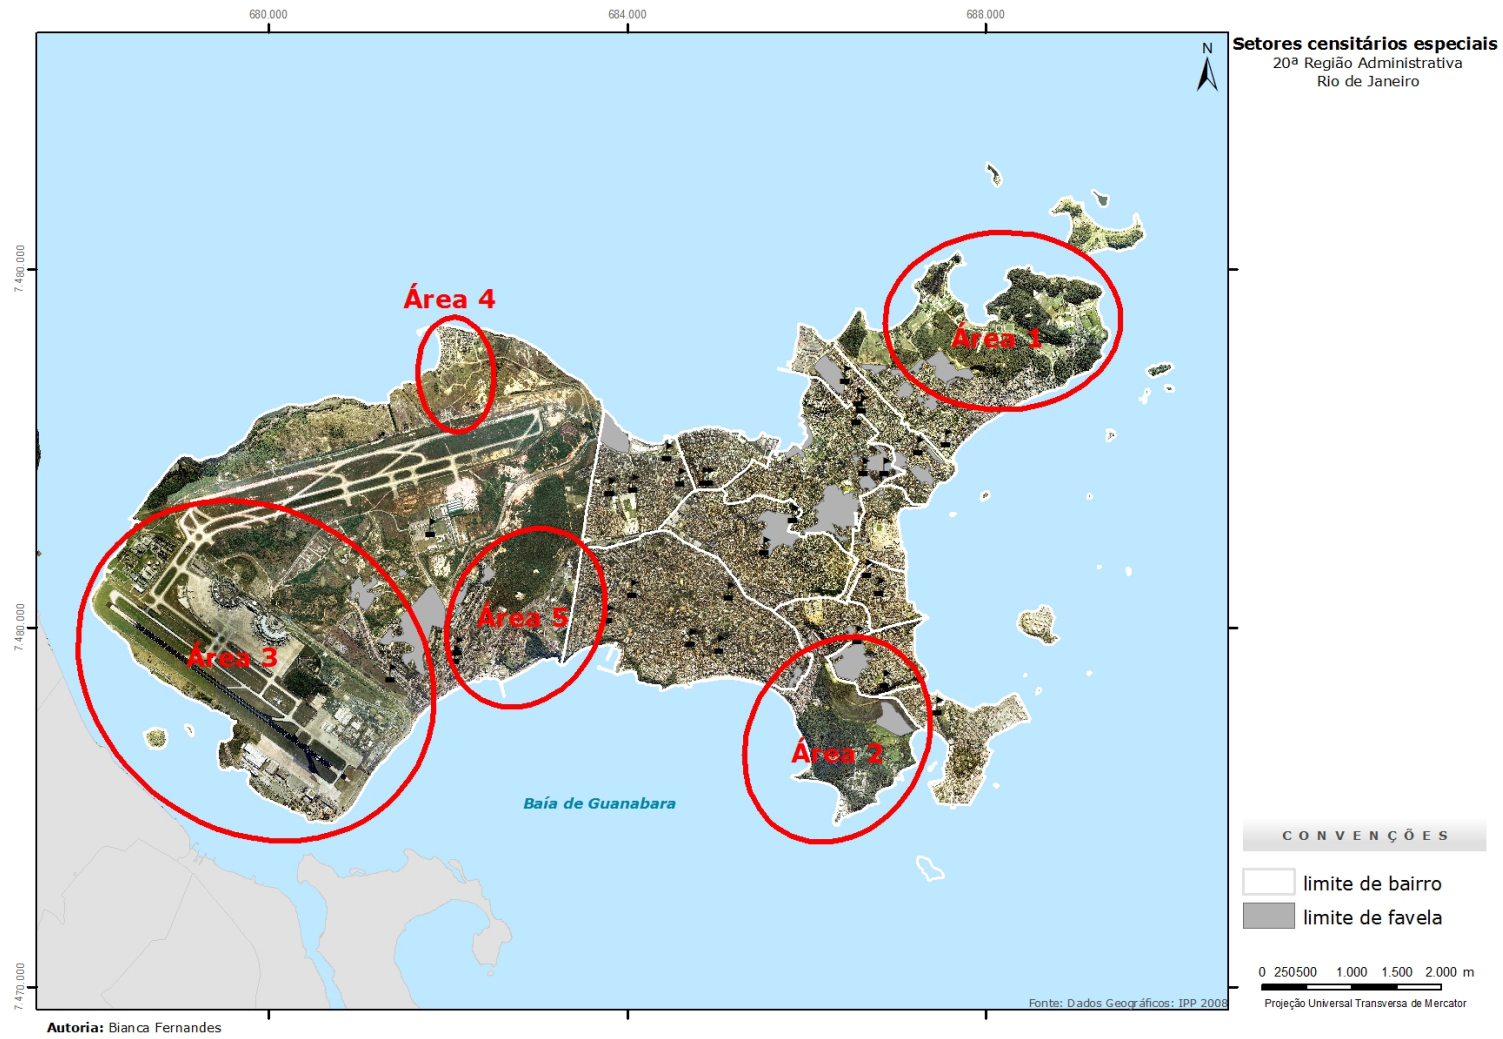 680.000
684.000
688.000
Setores censitários especiais
20ª Região Administrativa
Rio de Janeiro
N
7.480.000
Área 4
Área 1
Área 5
7.480.000
Área 3
Área 2
Baía de Guanabara
CONVENÇÕES
limite de bairro
limite de favela
0 250500 1.000 1.500 2.000 m
7.470.000
Fonte: Dados Geográficos: IPP 2008
Projeção Universal Transversa de Mercator
Autoria: Bianca Fernandes